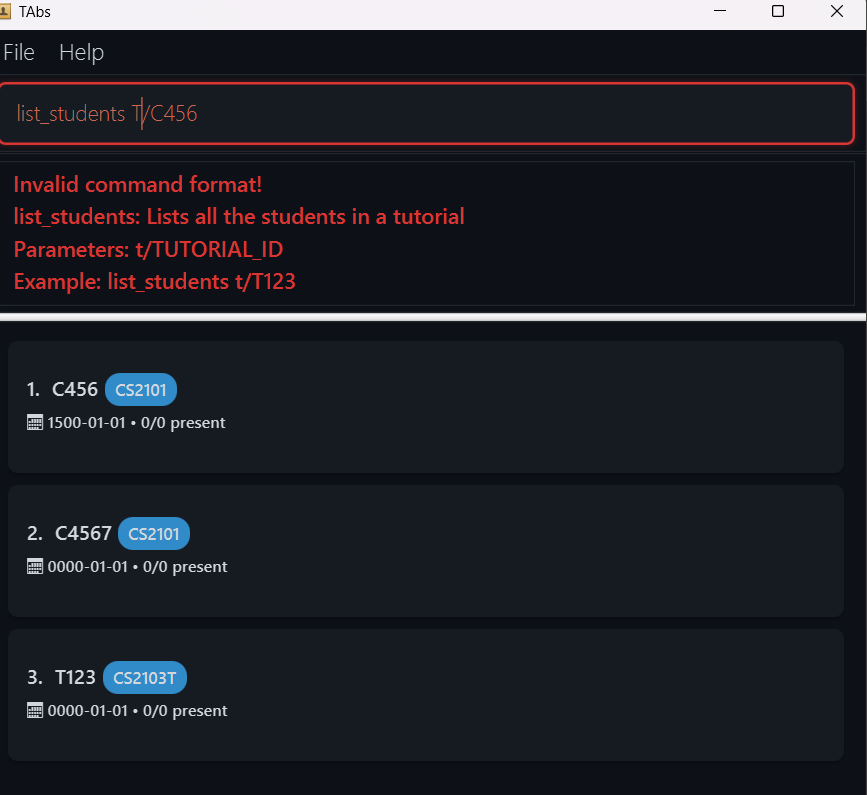 TAbs
File Help
list_students T/C456
Invalid command format!
list_students: Lists all the students in a tutorial
Parameters: t/TUTORIAL_ID
Example: list_students t/T123
1. C456 CS2101
1500-01-01 • 0/0 present
2. C4567 CS2101
0000-01-01 • 0/0 present
3. T123 CS2103T
0000-01-01 • 0/0 present